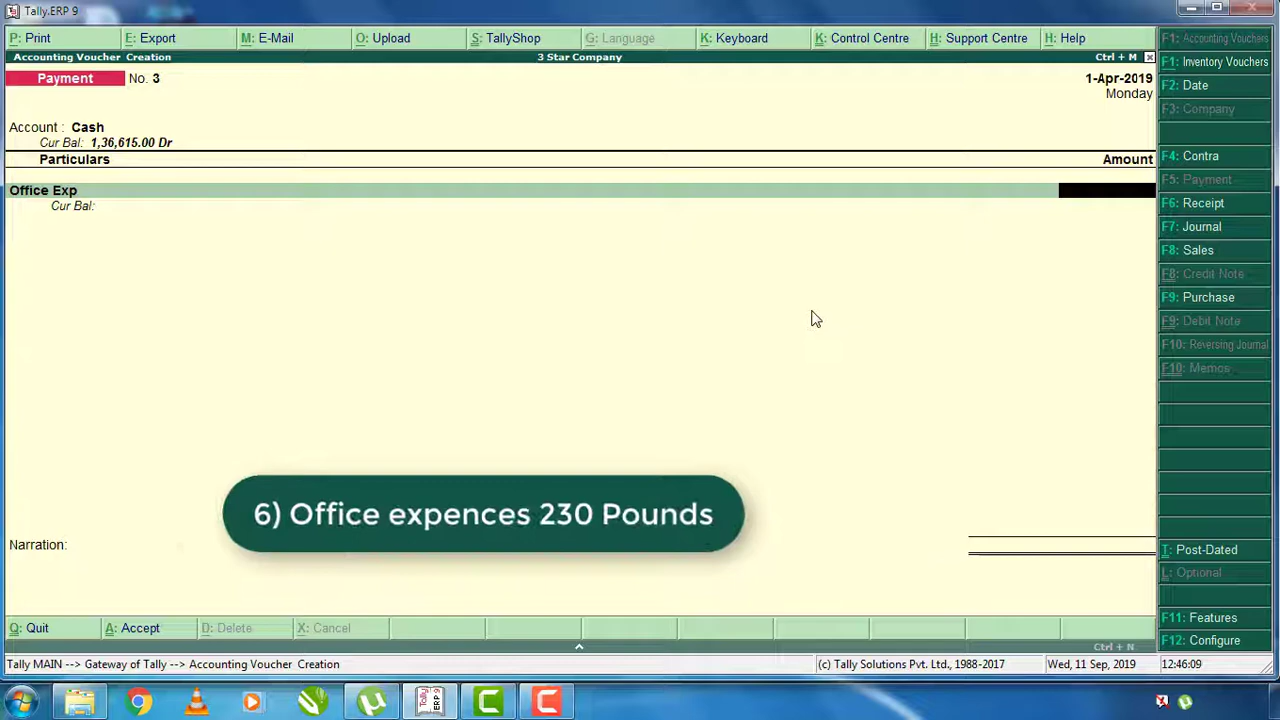 Tally.ERP 9
P: Print E: Export M: E-Mail O: Upload S: TallyShop G: Language K: Keyboard K: Control Centre H: Support Centre H: Help
Accounting Voucher Creation 3 Star Company Ctrl + M
Payment No. 3 1-Apr-2019
Monday
Account : Cash
Cur Bal: 1,36,615.00 Dr
Particulars Amount
Office Exp
Cur Bal:
6) Office expences 230 Pounds
Narration:
Q: Quit A: Accept D: Delete X: Cancel
Ctrl + N
Tally MAIN --> Gateway of Tally --> Accounting Voucher Creation (c) Tally Solutions Pvt. Ltd., 1988-2017 Wed, 11 Sep, 2019 12:46:09
F1: Accounting Vouchers
F1: Inventory Vouchers
F2: Date
F3: Company
F4: Contra
F5: Payment
F6: Receipt
F7: Journal
F8: Sales
F8: Credit Note
F9: Purchase
F9: Debit Note
F10: Reversing Journal
F10: Memos
T: Post-Dated
L: Optional
F11: Features
F12: Configure
Tally
ERP 9